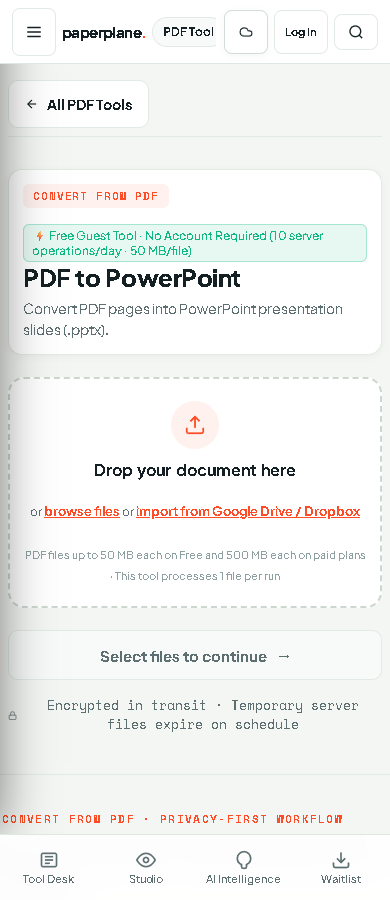 paperplane.
PDF Tool
Log In
All PDF Tools
CONVERT FROM PDF
Free Guest Tool · No Account Required (10 server
operations/day · 50 MB/file)
PDF to PowerPoint
Convert PDF pages into PowerPoint presentation
slides (.pptx).
Drop your document here
or browse files or import from Google Drive / Dropbox
PDF files up to 50 MB each on Free and 500 MB each on paid plans
· This tool processes 1 file per run
Select files to continue →
Encrypted in transit · Temporary server
files expire on schedule
CONVERT FROM PDF · PRIVACY-FIRST WORKFLOW
Tool Desk
Studio
AI Intelligence
Waitlist